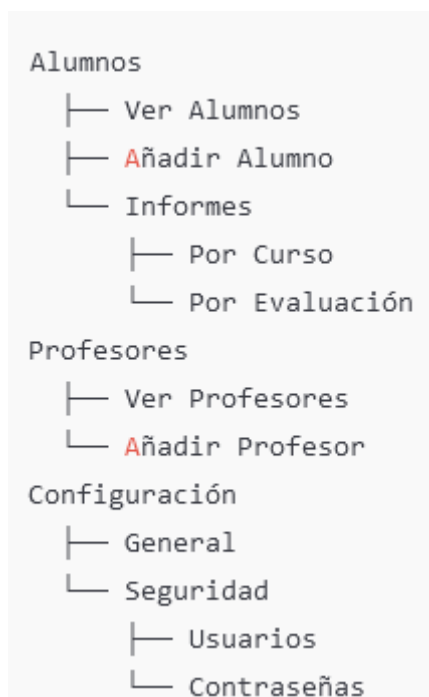 Alumnos
├── Ver Alumnos
├── Añadir Alumno
└── Informes
├── Por Curso
└── Por Evaluación
Profesores
├── Ver Profesores
└── Añadir Profesor
Configuración
├── General
└── Seguridad
├── Usuarios
└── Contraseñas